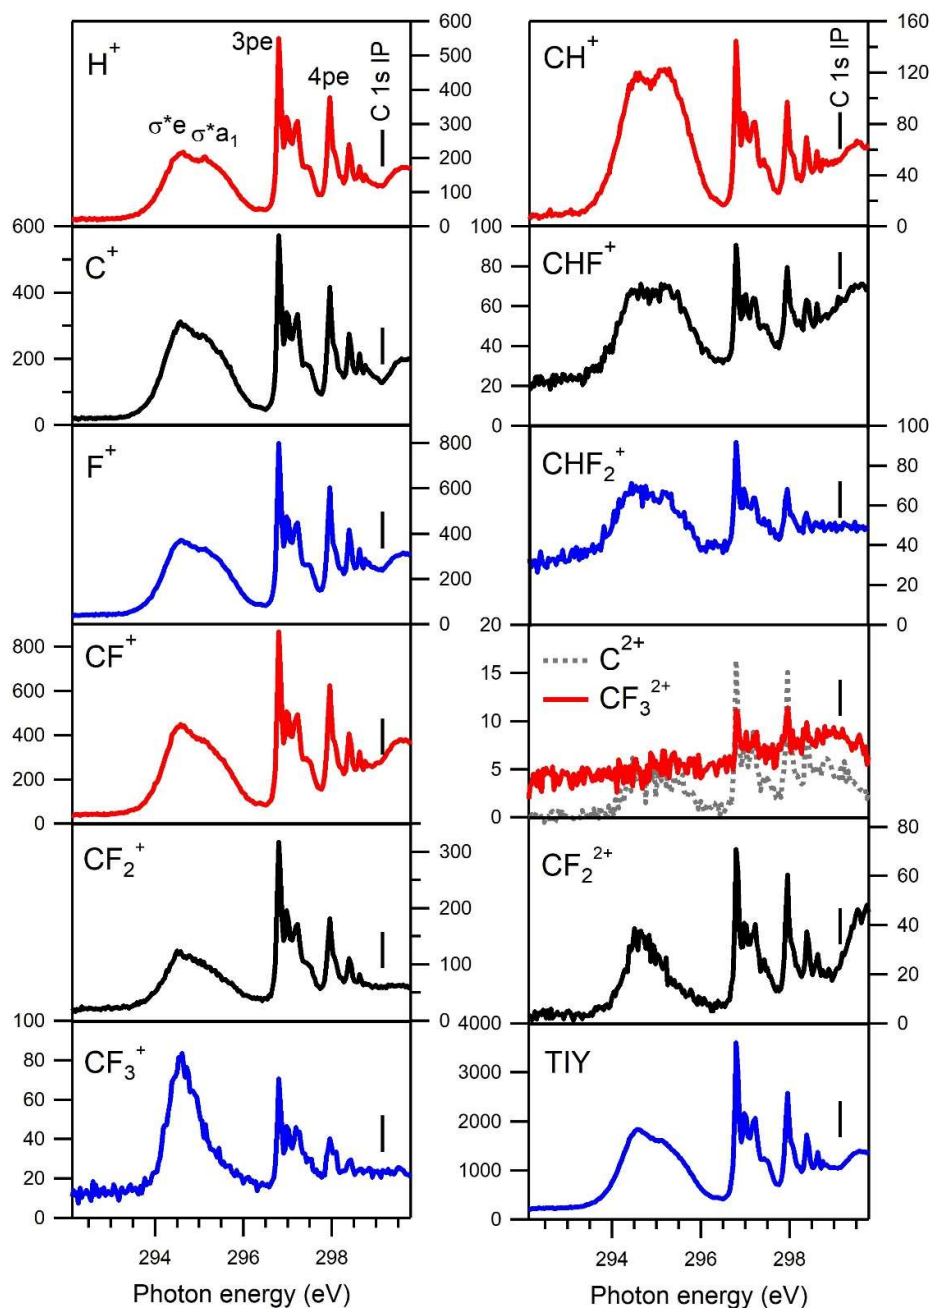 H⁺
3pe
4pe
σ*e σ*a₁
C 1s IP
600
500
400
300
200
100
0
C⁺
600
400
200
0
F⁺
800
600
400
200
0
CF⁺
800
600
400
200
0
CF₂⁺
300
200
100
0
CF₃⁺
100
80
60
40
20
0
294 296 298
Photon energy (eV)
CH⁺
C 1s IP
160
120
80
40
0
CHF⁺
100
80
60
40
20
0
CHF₂⁺
100
80
60
40
20
0
C²⁺
CF₃²⁺
20
15
10
5
0
CF₂²⁺
80
60
40
20
0
TIY
4000
3000
2000
1000
0
294 296 298
Photon energy (eV)